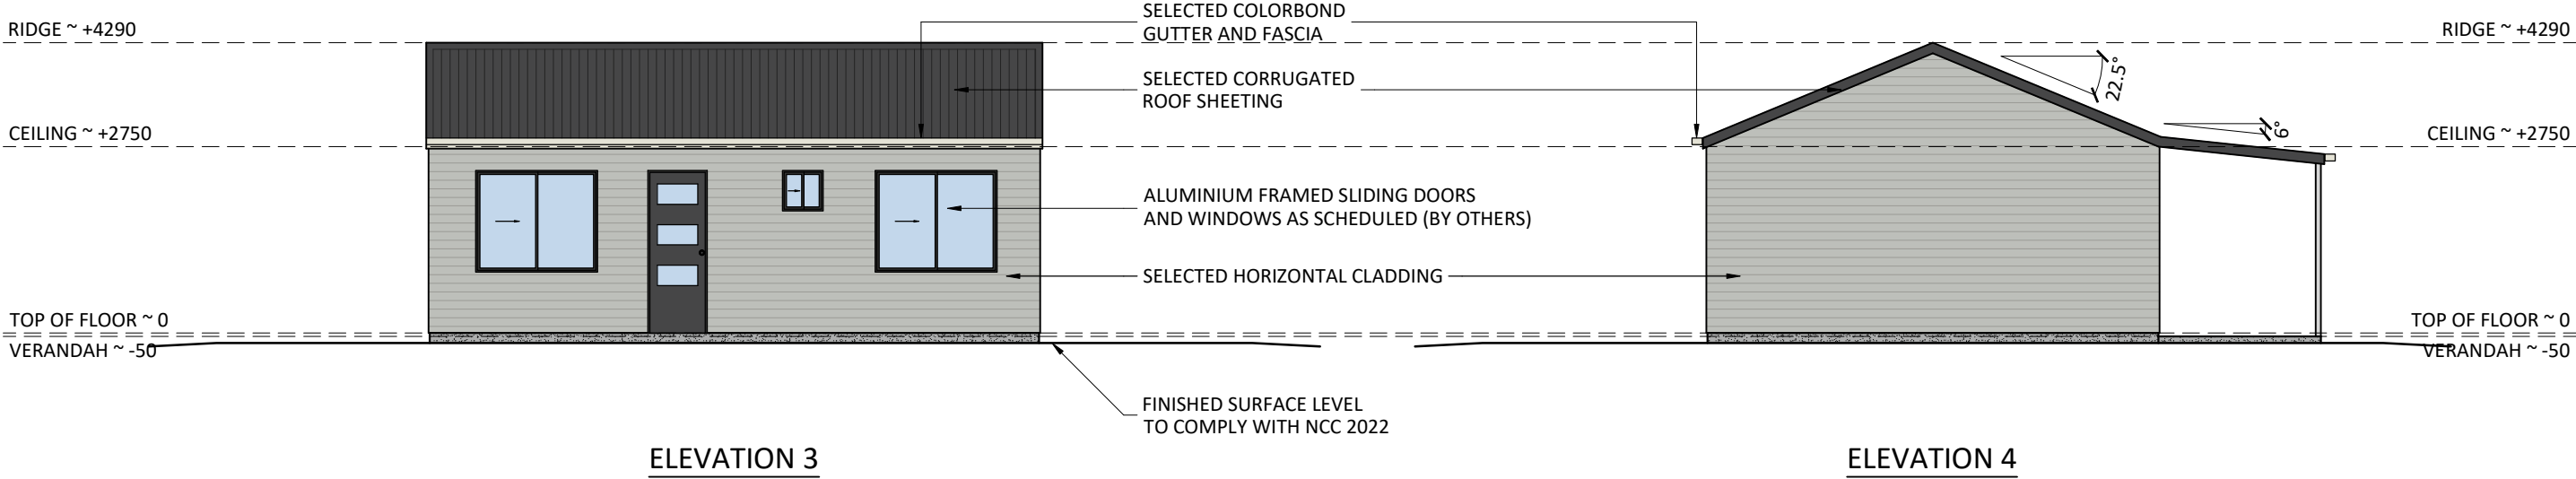 RIDGE ~ +4290
CEILING ~ +2750
TOP OF FLOOR ~ 0
VERANDAH ~ -50
SELECTED COLORBOND
GUTTER AND FASCIA
SELECTED CORRUGATED
ROOF SHEETING
ALUMINIUM FRAMED SLIDING DOORS
AND WINDOWS AS SCHEDULED (BY OTHERS)
SELECTED HORIZONTAL CLADDING
FINISHED SURFACE LEVEL
TO COMPLY WITH NCC 2022
22.5°
6°
RIDGE ~ +4290
CEILING ~ +2750
TOP OF FLOOR ~ 0
VERANDAH ~ -50
ELEVATION 3
ELEVATION 4